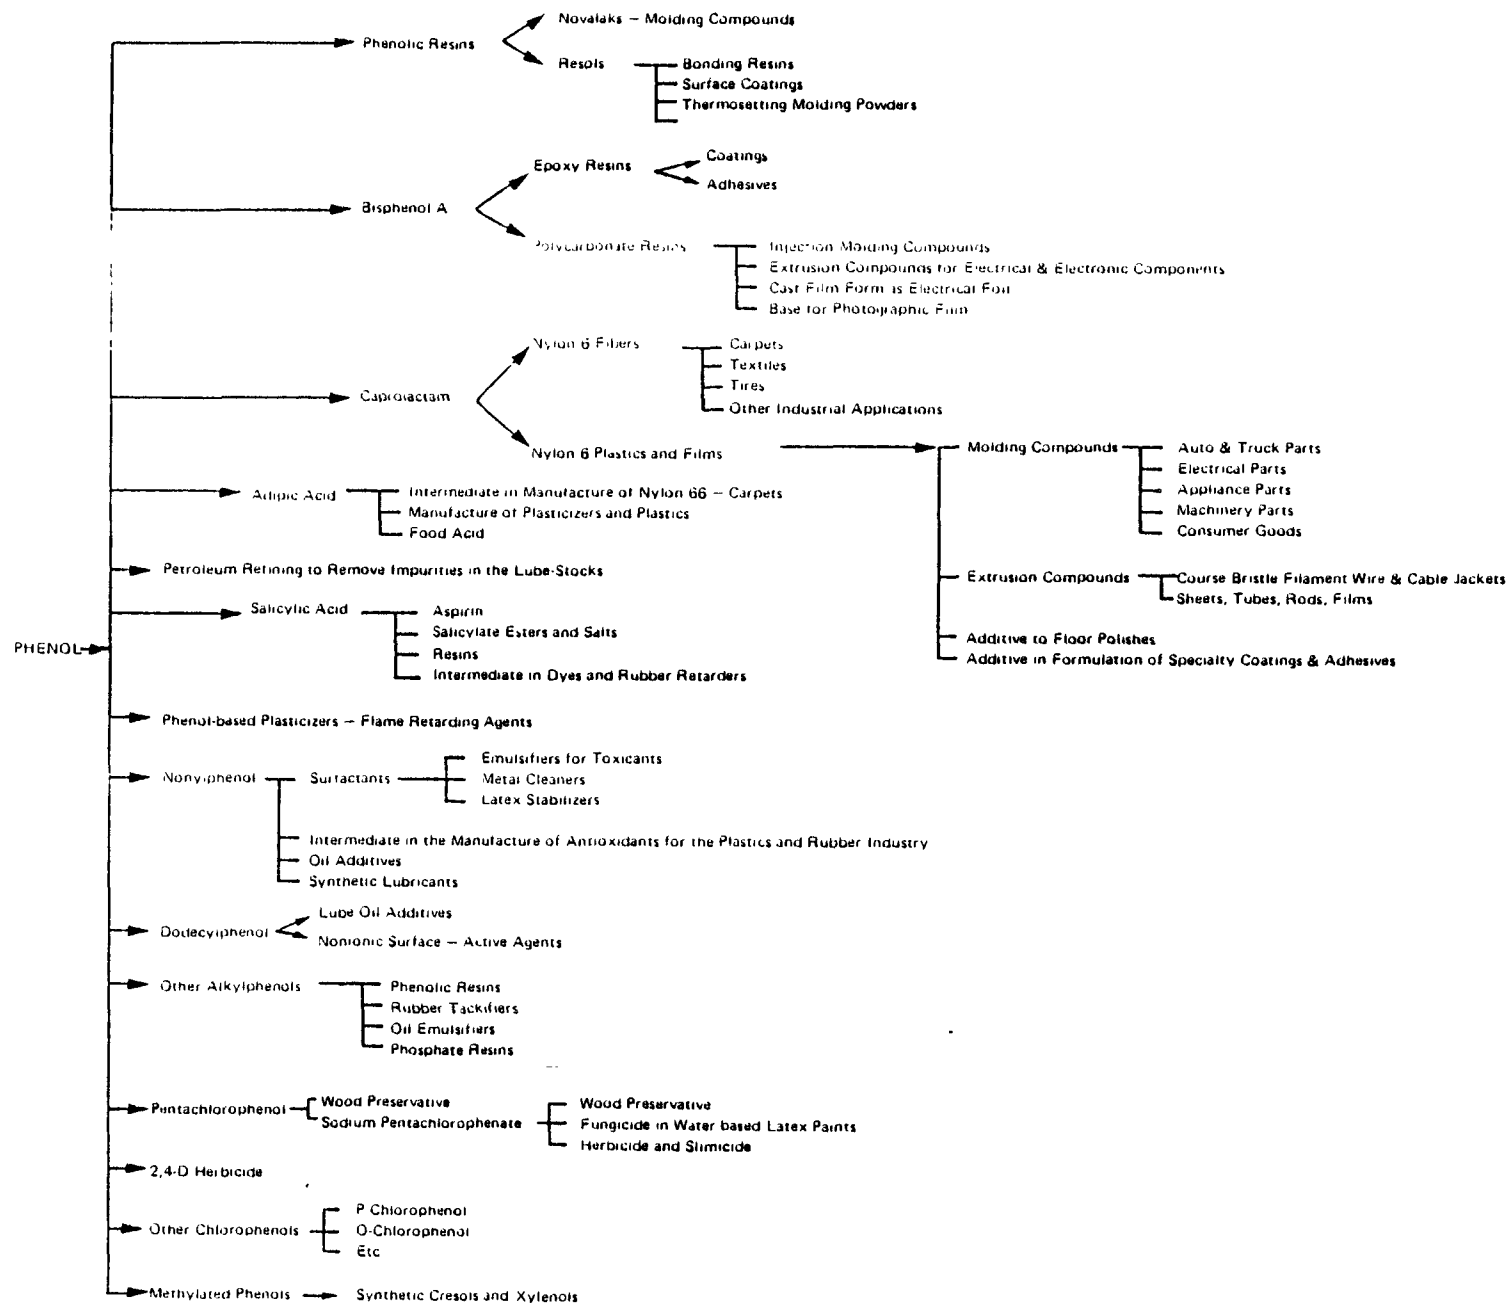 Novalaks – Molding Compounds
Phenolic Resins
Resols
Bonding Resins
Surface Coatings
Thermosetting Molding Powders
Coatings
Epoxy Resins
Adhesives
Bisphenol A
Polycarbonate Resins
Injection Molding Compounds
Extrusion Compounds for Electrical & Electronic Components
Cast Film Form as Electrical Foil
Base for Photographic Film
Nylon 6 Fibers
Carpets
Textiles
Tires
Caprolactam
Other Industrial Applications
Nylon 6 Plastics and Films
Molding Compounds
Auto & Truck Parts
Electrical Parts
Appliance Parts
Machinery Parts
Consumer Goods
Adipic Acid
Intermediate in Manufacture of Nylon 66 – Carpets
Manufacture of Plasticizers and Plastics
Food Acid
Petroleum Refining to Remove Impurities in the Lube-Stocks
Extrusion Compounds
Course Bristle Filament Wire & Cable Jackets
Sheets, Tubes, Rods, Films
Salicylic Acid
Aspirin
Salicylate Esters and Salts
Resins
Intermediate in Dyes and Rubber Retarders
Additive to Floor Polishes
Additive in Formulation of Specialty Coatings & Adhesives
PHENOL
Phenol-based Plasticizers – Flame Retarding Agents
Nonylphenol
Surfactants
Emulsifiers for Toxicants
Metal Cleaners
Latex Stabilizers
Intermediate in the Manufacture of Antioxidants for the Plastics and Rubber Industry
Oil Additives
Synthetic Lubricants
Dodecylphenol
Lube Oil Additives
Nonionic Surface – Active Agents
Other Alkylphenols
Phenolic Resins
Rubber Tackifiers
Oil Emulsifiers
Phosphate Resins
Pentachlorophenol
Wood Preservative
Sodium Pentachlorophenate
Wood Preservative
Fungicide in Water based Latex Paints
Herbicide and Slimicide
2,4-D Herbicide
Other Chlorophenols
P Chlorophenol
O-Chlorophenol
Etc
Methylated Phenols
Synthetic Cresols and Xylenols